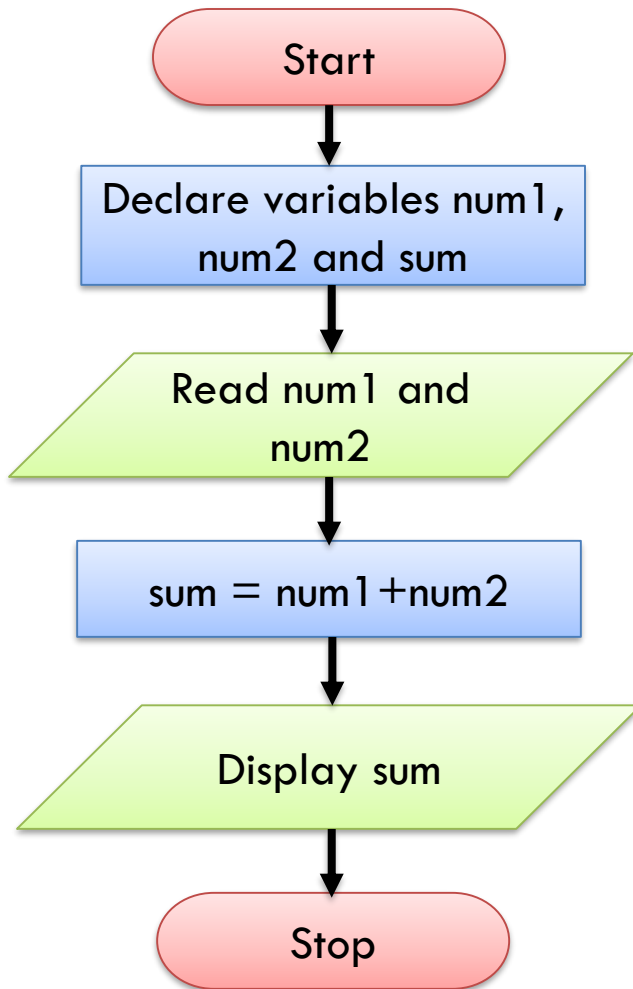 Start
Declare variables num1,
num2 and sum
Read num1 and
num2
sum = num1+num2
Display sum
Stop